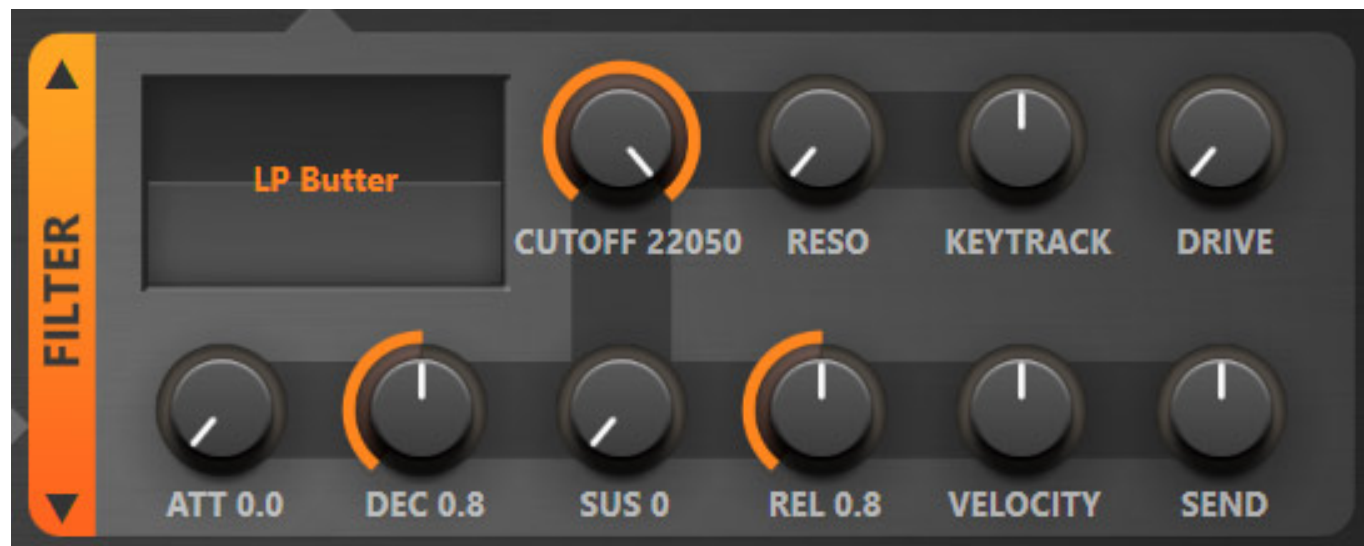 FILTER
LP Butter
CUTOFF 22050
RESO
KEYTRACK
DRIVE
ATT 0.0
DEC 0.8
SUS 0
REL 0.8
VELOCITY
SEND